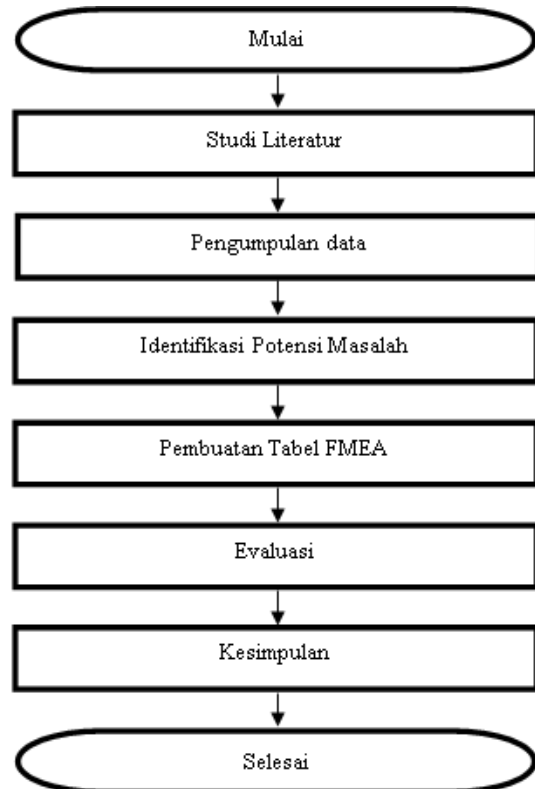 Mulai
Studi Literatur
Pengumpulan data
Identifikasi Potensi Masalah
Pembuatan Tabel FMEA
Evaluasi
Kesimpulan
Selesai